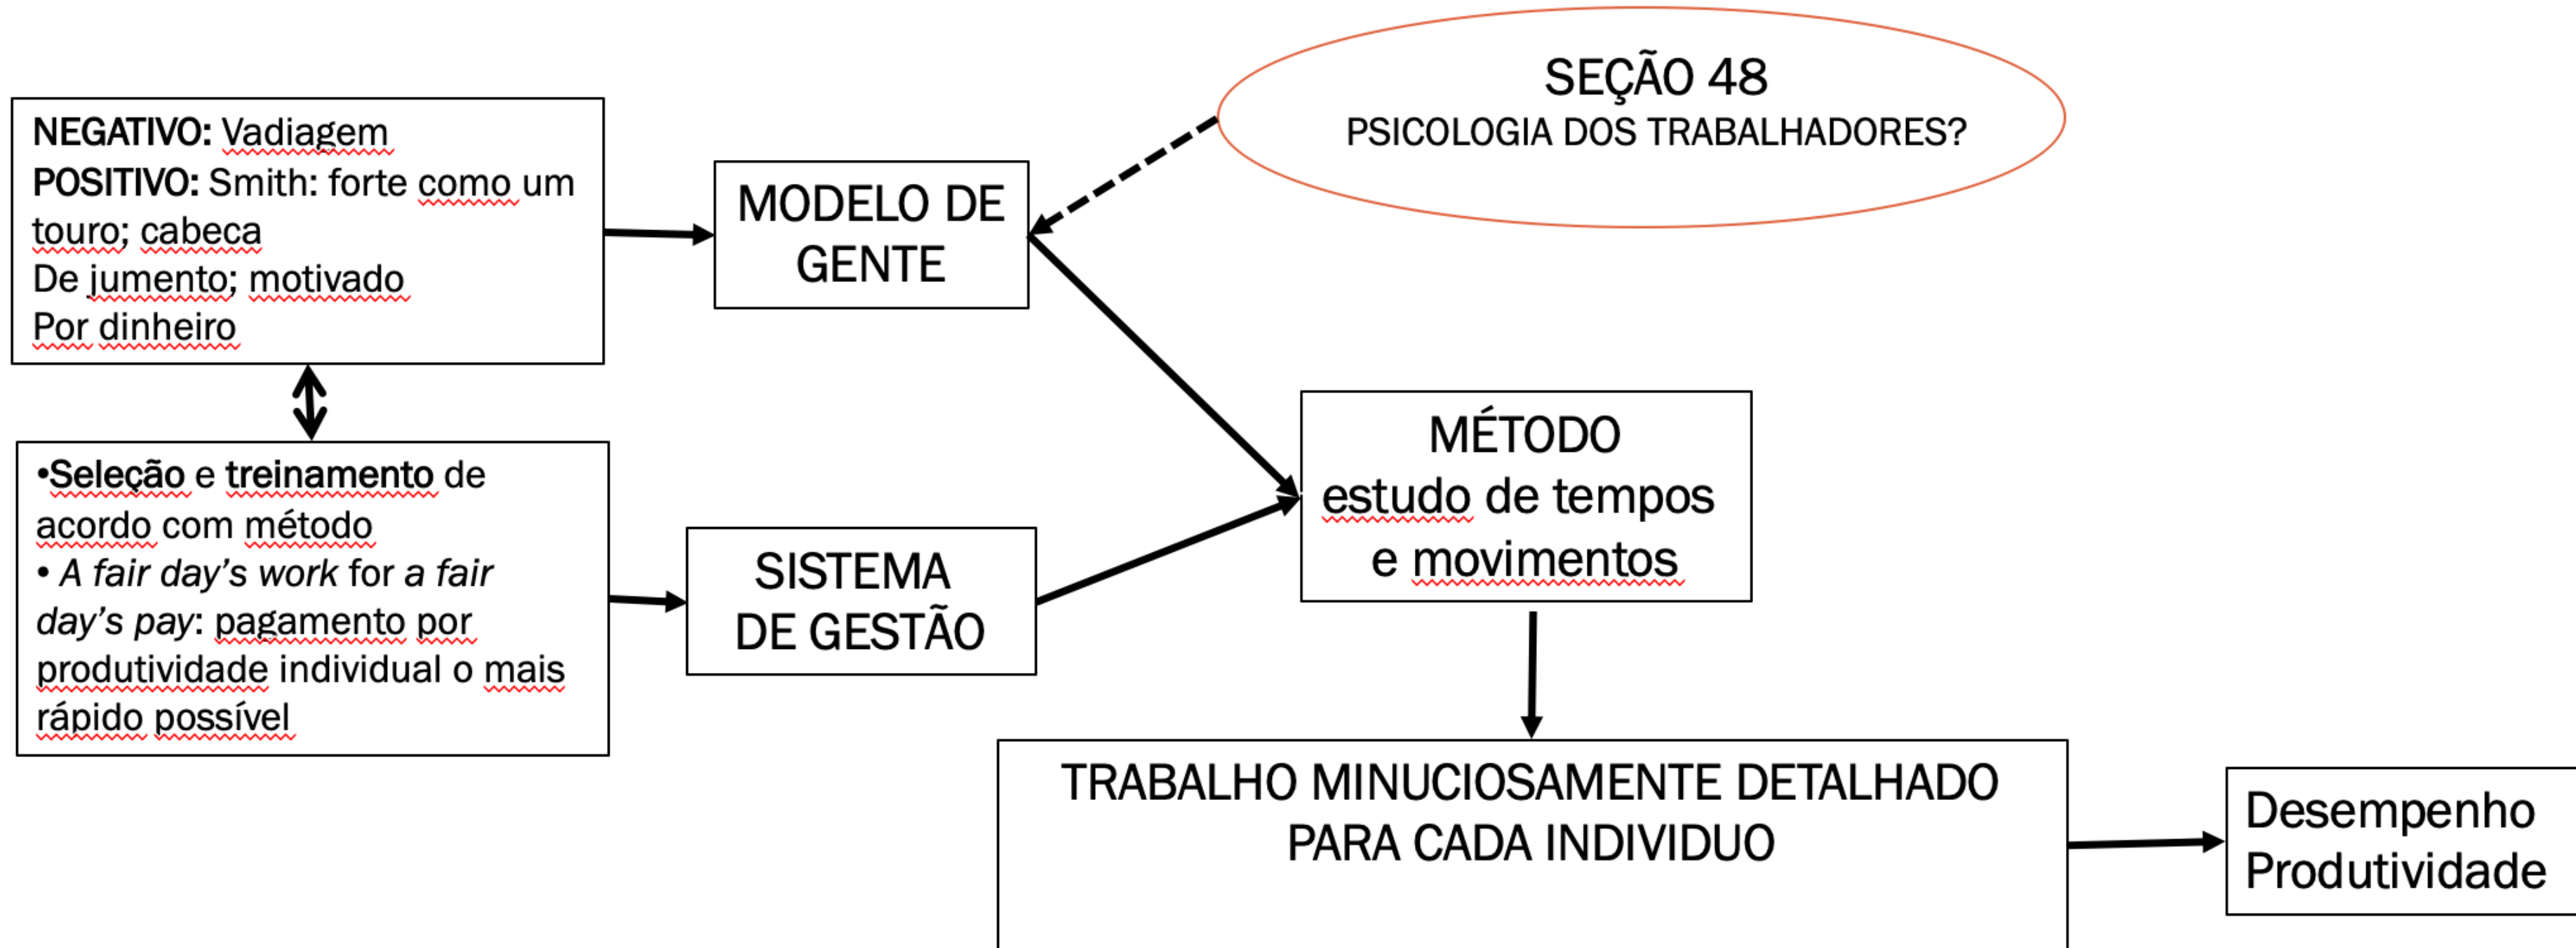 NEGATIVO: Vadiagem
POSITIVO: Smith: forte como um
touro; cabeca
De jumento; motivado
Por dinheiro
MODELO DE
GENTE
SEÇÃO 48
PSICOLOGIA DOS TRABALHADORES?
•Seleção e treinamento de
acordo com método
• A fair day's work for a fair
day's pay: pagamento por
produtividade individual o mais
rápido possível
SISTEMA
DE GESTÃO
MÉTODO
estudo de tempos
e movimentos
TRABALHO MINUCIOSAMENTE DETALHADO
PARA CADA INDIVIDUO
Desempenho
Produtividade